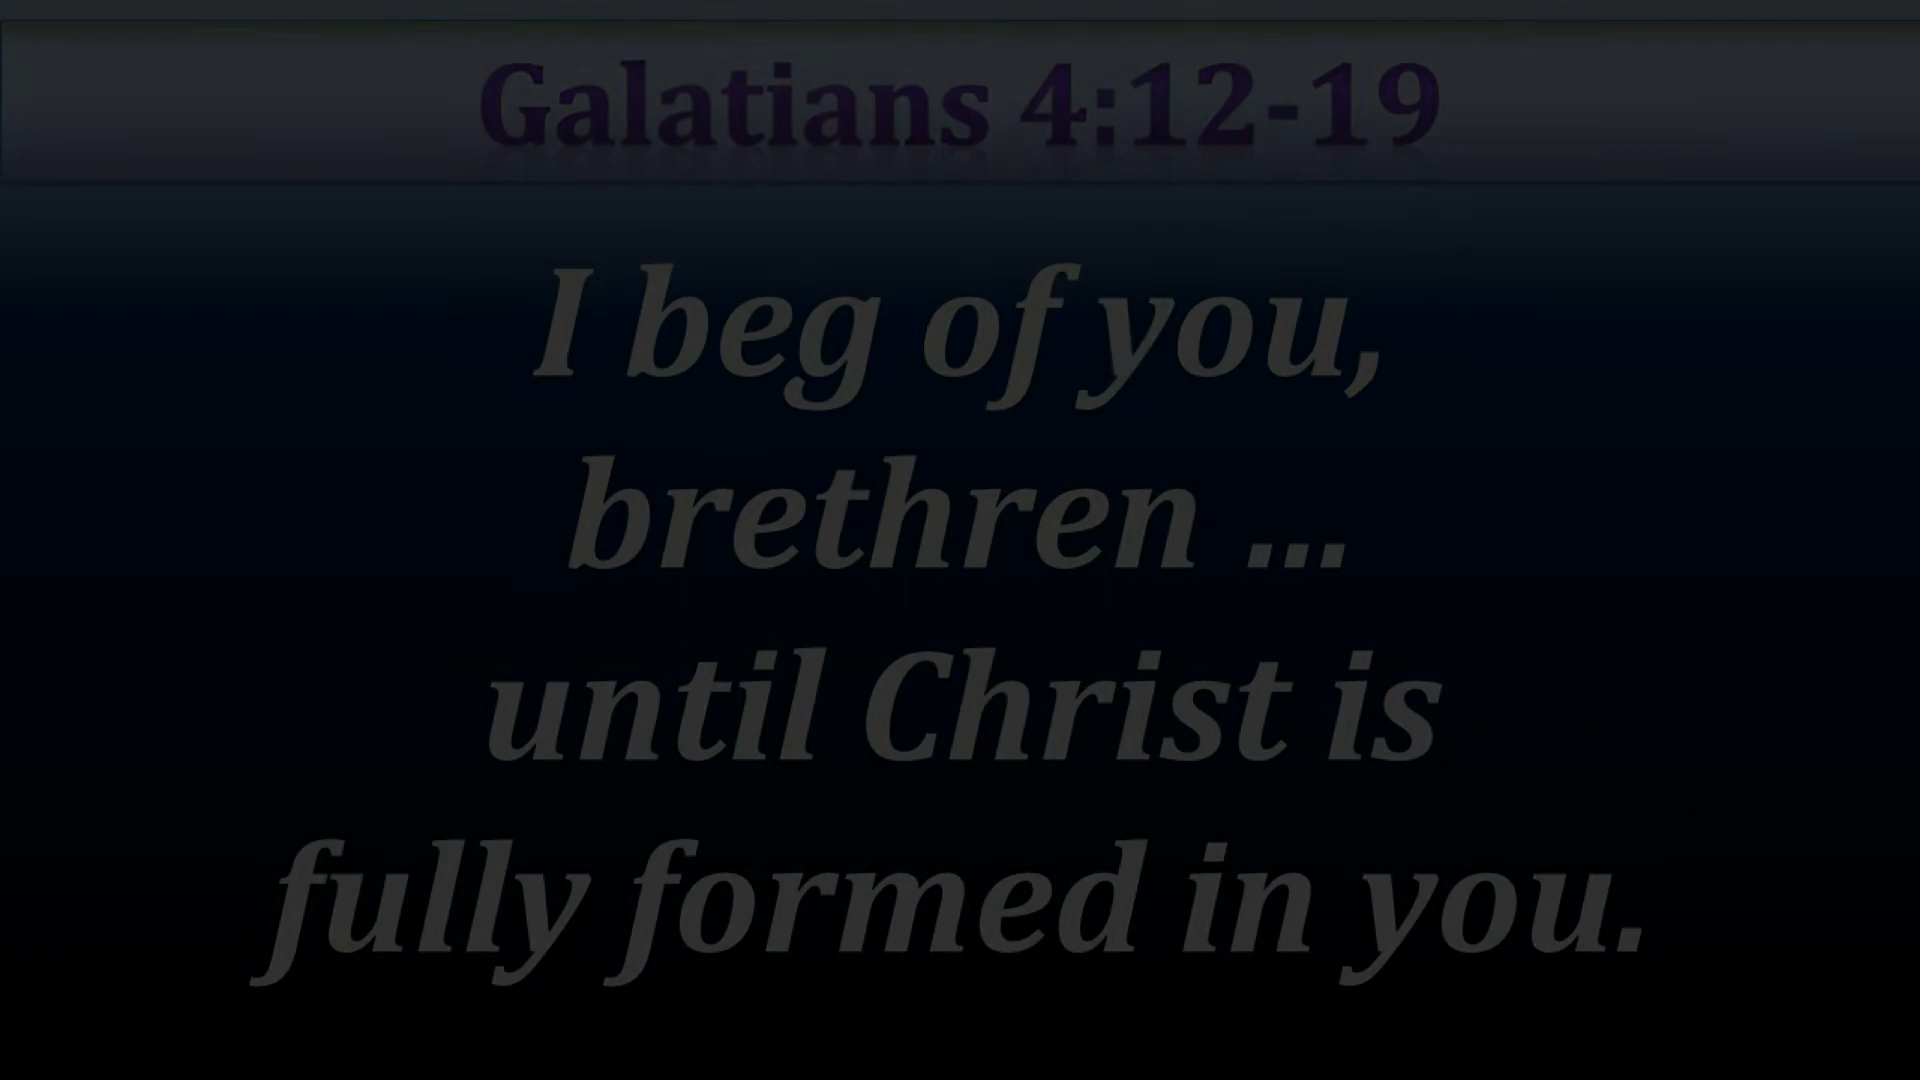 Galatians 4:12-19
I beg of you,
brethren ...
until Christ is
fully formed in you.